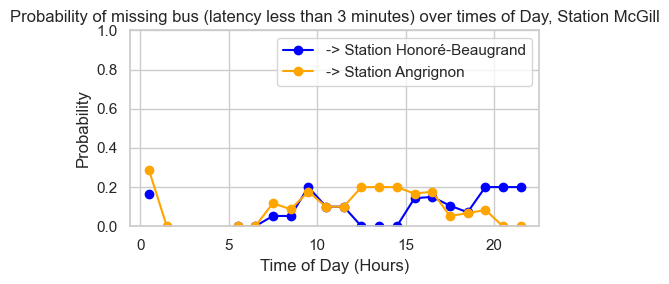 Probability of missing bus (latency less than 3 minutes) over times of Day, Station McGill
1.0
0.8
0.6
0.4
0.2
0.0
Probability
-> Station Honoré-Beaugrand
-> Station Angrignon
0 5 10 15 20
Time of Day (Hours)